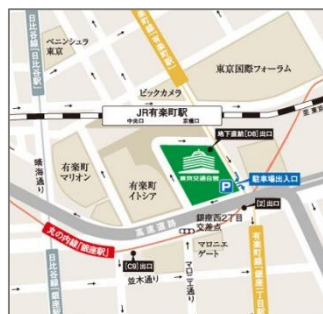 ペニンシュラ
東京
日比谷線[日比谷駅]
有楽町線[有楽町駅]
東京国際フォーラム
ビックカメラ
JR有楽町駅
中央口
京橋口
地下直結[D8]出口
至東京
晴海通り
有楽町
マリオン
有楽町
イトシア
東京交通会館
P
駐車場出入口
[2]出口
高速道路
丸の内線[銀座駅]
銀座西2丁目
交差点
マロニエ
ゲート
[C9]出口
並木通り
マロニエ通り
日比谷線[銀座駅]
有楽町線[銀座一丁目駅]